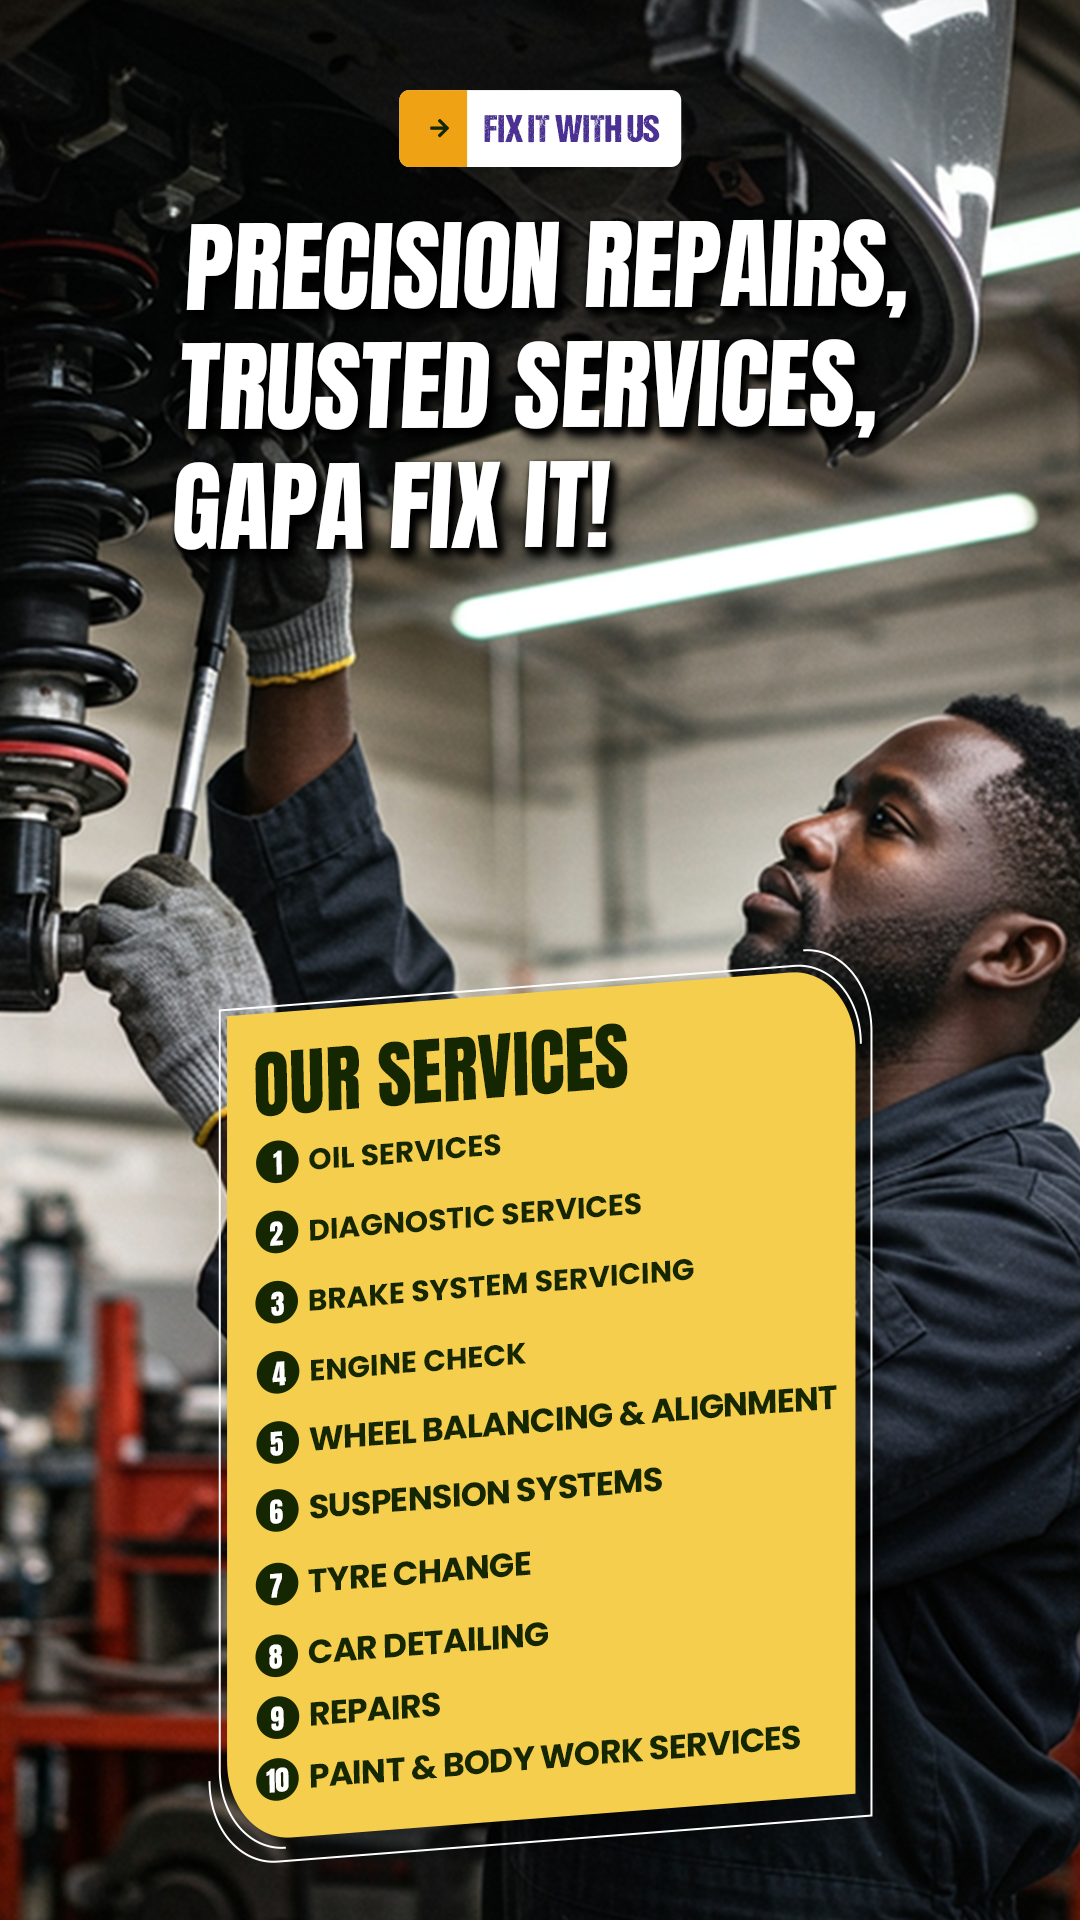 FIX IT WITH US
PRECISION REPAIRS,
TRUSTED SERVICES,
GAPA FIX IT!
OUR SERVICES
1 OIL SERVICES
2 DIAGNOSTIC SERVICES
3 BRAKE SYSTEM SERVICING
4 ENGINE CHECK
5 WHEEL BALANCING & ALIGNMENT
6 SUSPENSION SYSTEMS
7 TYRE CHANGE
8 CAR DETAILING
9 REPAIRS
10 PAINT & BODY WORK SERVICES